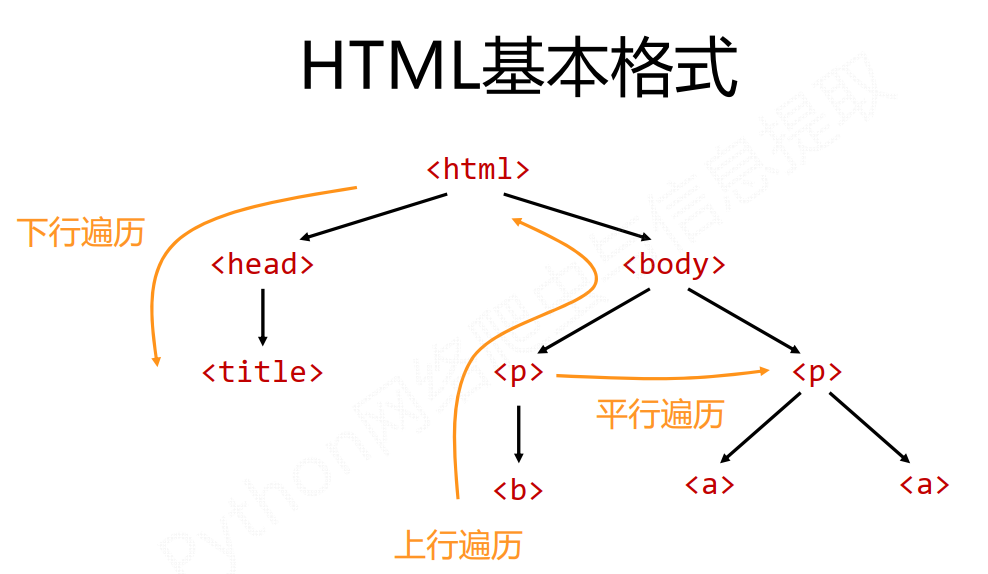 HTML基本格式
<html>
下行遍历
<head>
<body>
<title>
<p>
<p>
平行遍历
<b>
<a>
<a>
上行遍历
Python网络爬虫与信息提取